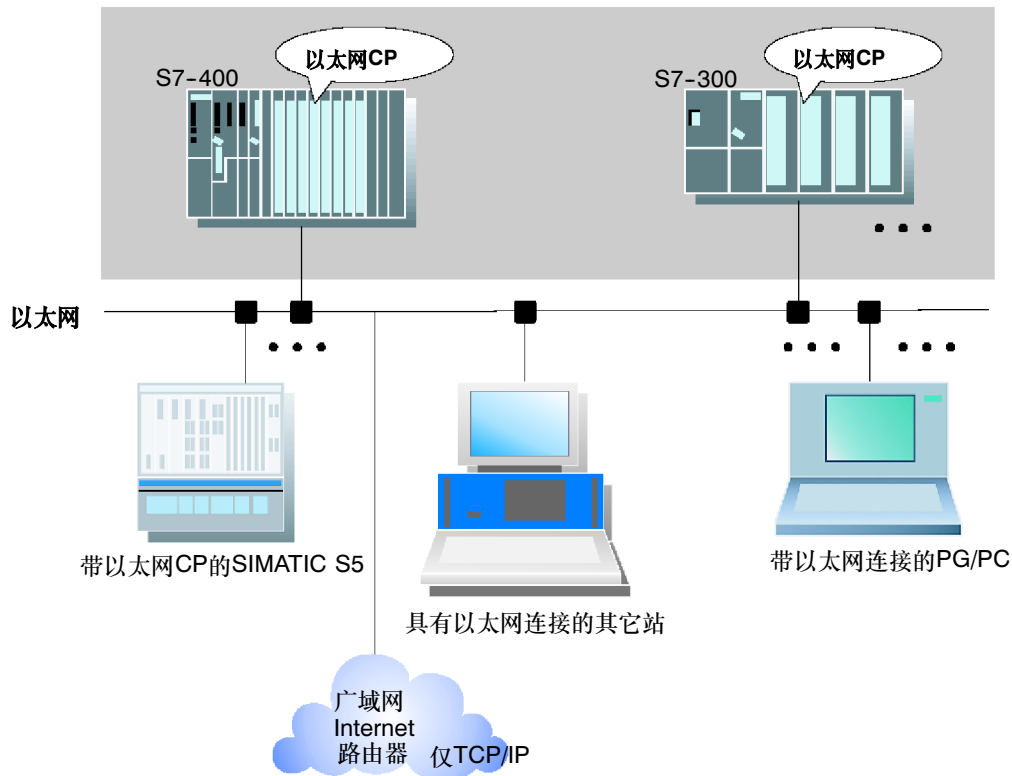 以太网CP
以太网CP
S7-400
S7-300
以太网
带以太网CP的SIMATIC S5
带以太网连接的PG/PC
具有以太网连接的其它站
广域网
Internet
路由器 仅TCP/IP